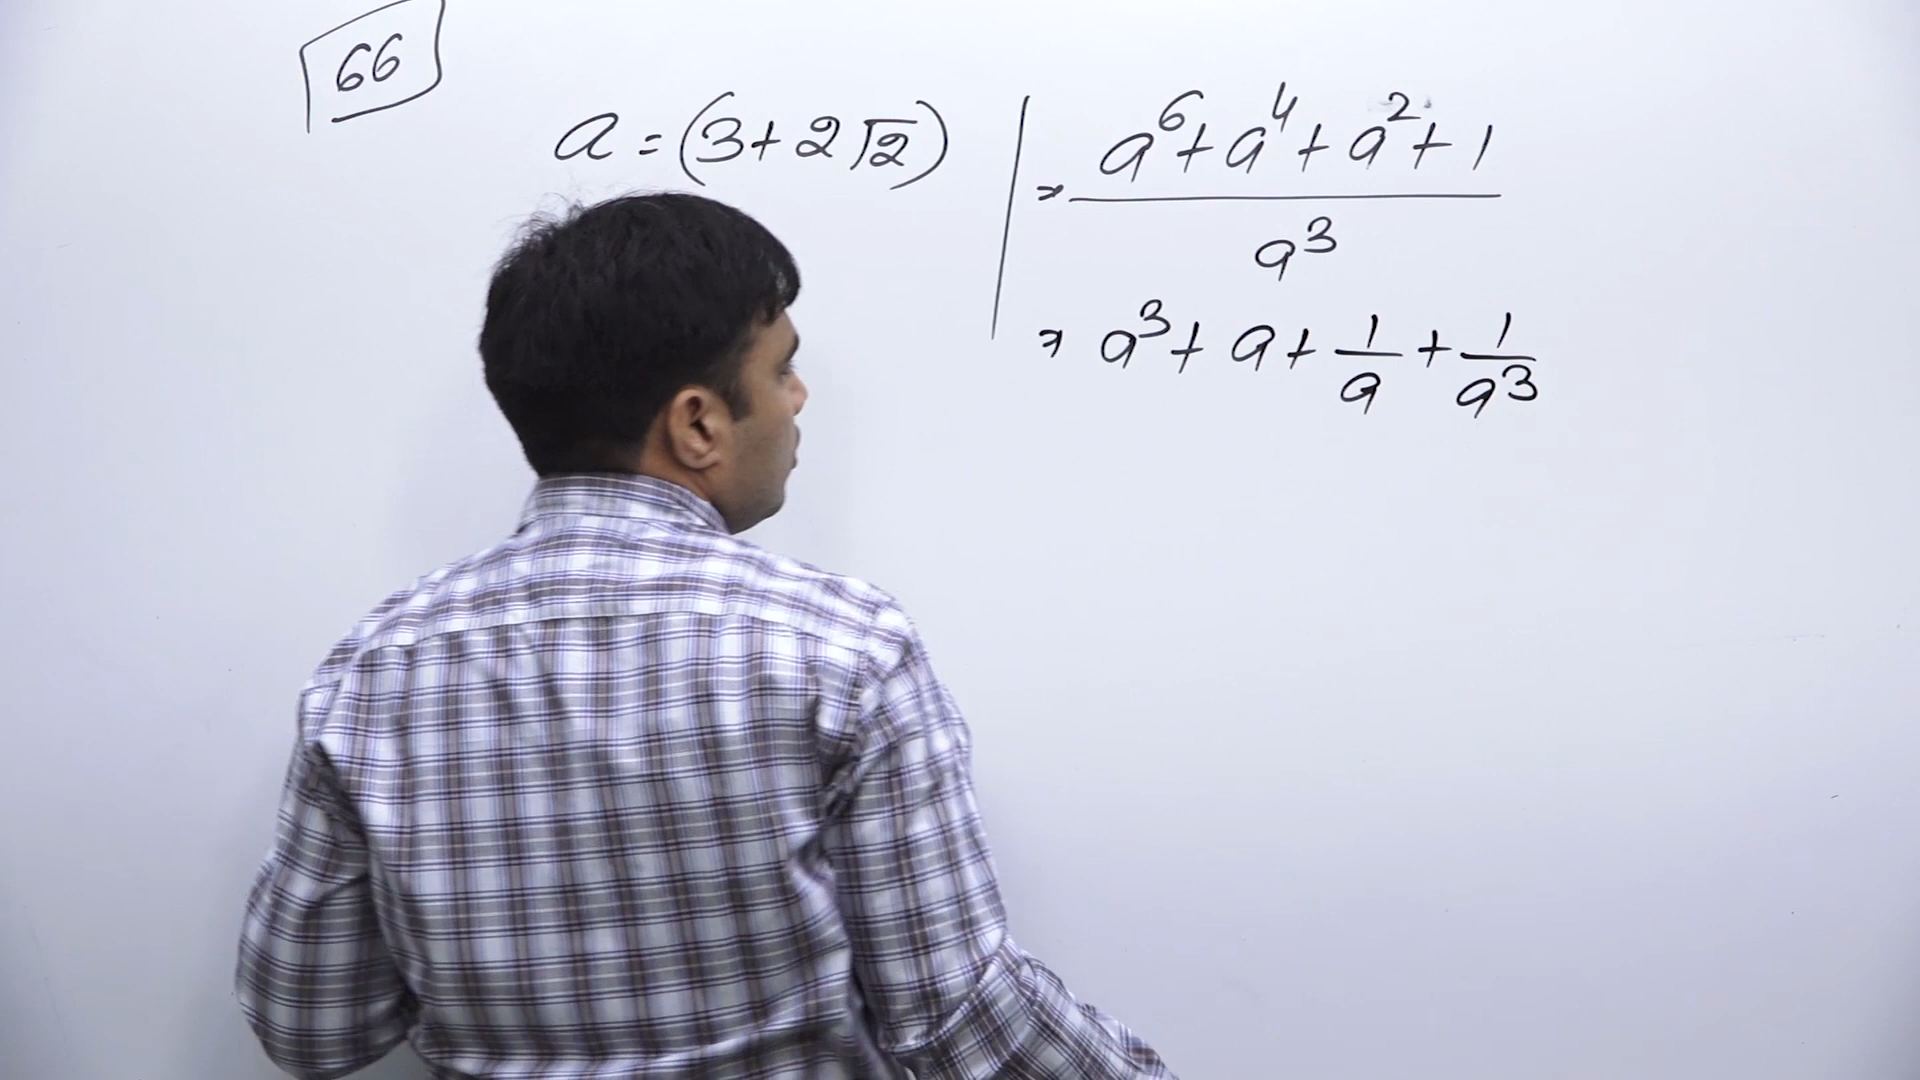 66
a = (3+2√2)
⇒ (a⁶+a⁴+a²+1)/a³
⇒ a³+a+1/a+1/a³